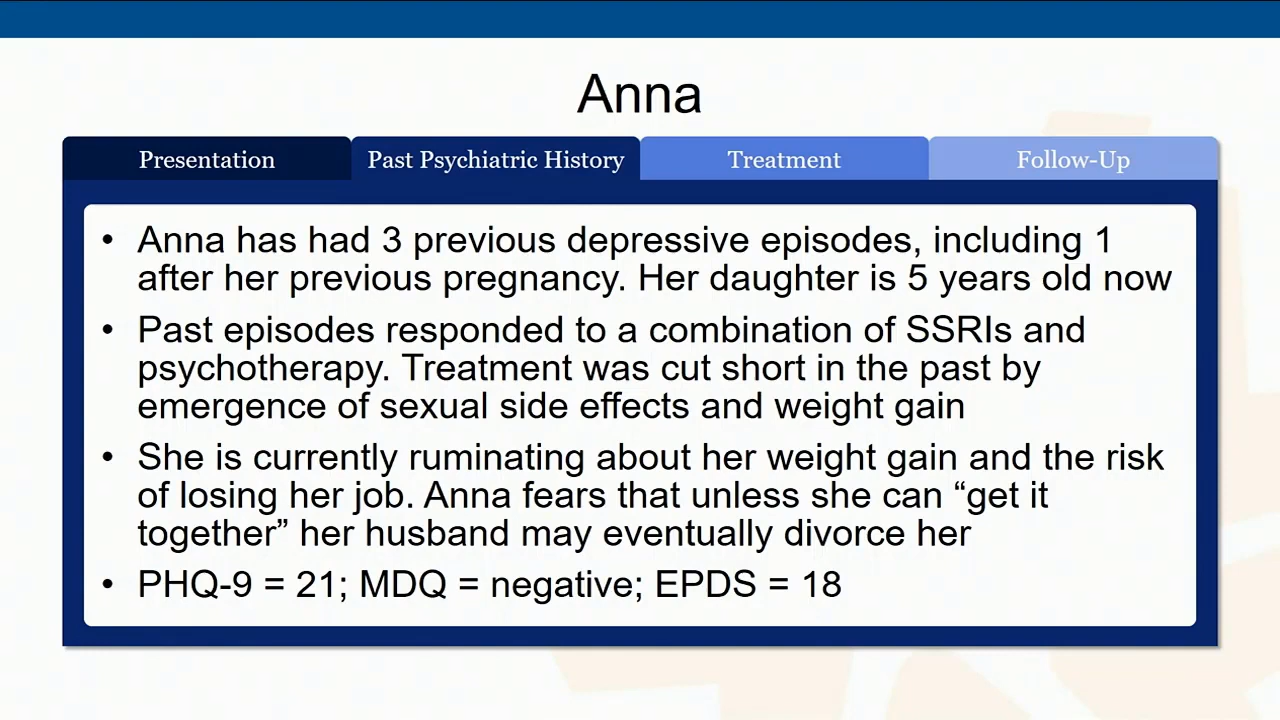 Anna
Presentation
Past Psychiatric History
Treatment
Follow-Up
• Anna has had 3 previous depressive episodes, including 1
after her previous pregnancy. Her daughter is 5 years old now
• Past episodes responded to a combination of SSRIs and
psychotherapy. Treatment was cut short in the past by
emergence of sexual side effects and weight gain
• She is currently ruminating about her weight gain and the risk
of losing her job. Anna fears that unless she can “get it
together” her husband may eventually divorce her
• PHQ-9 = 21; MDQ = negative; EPDS = 18